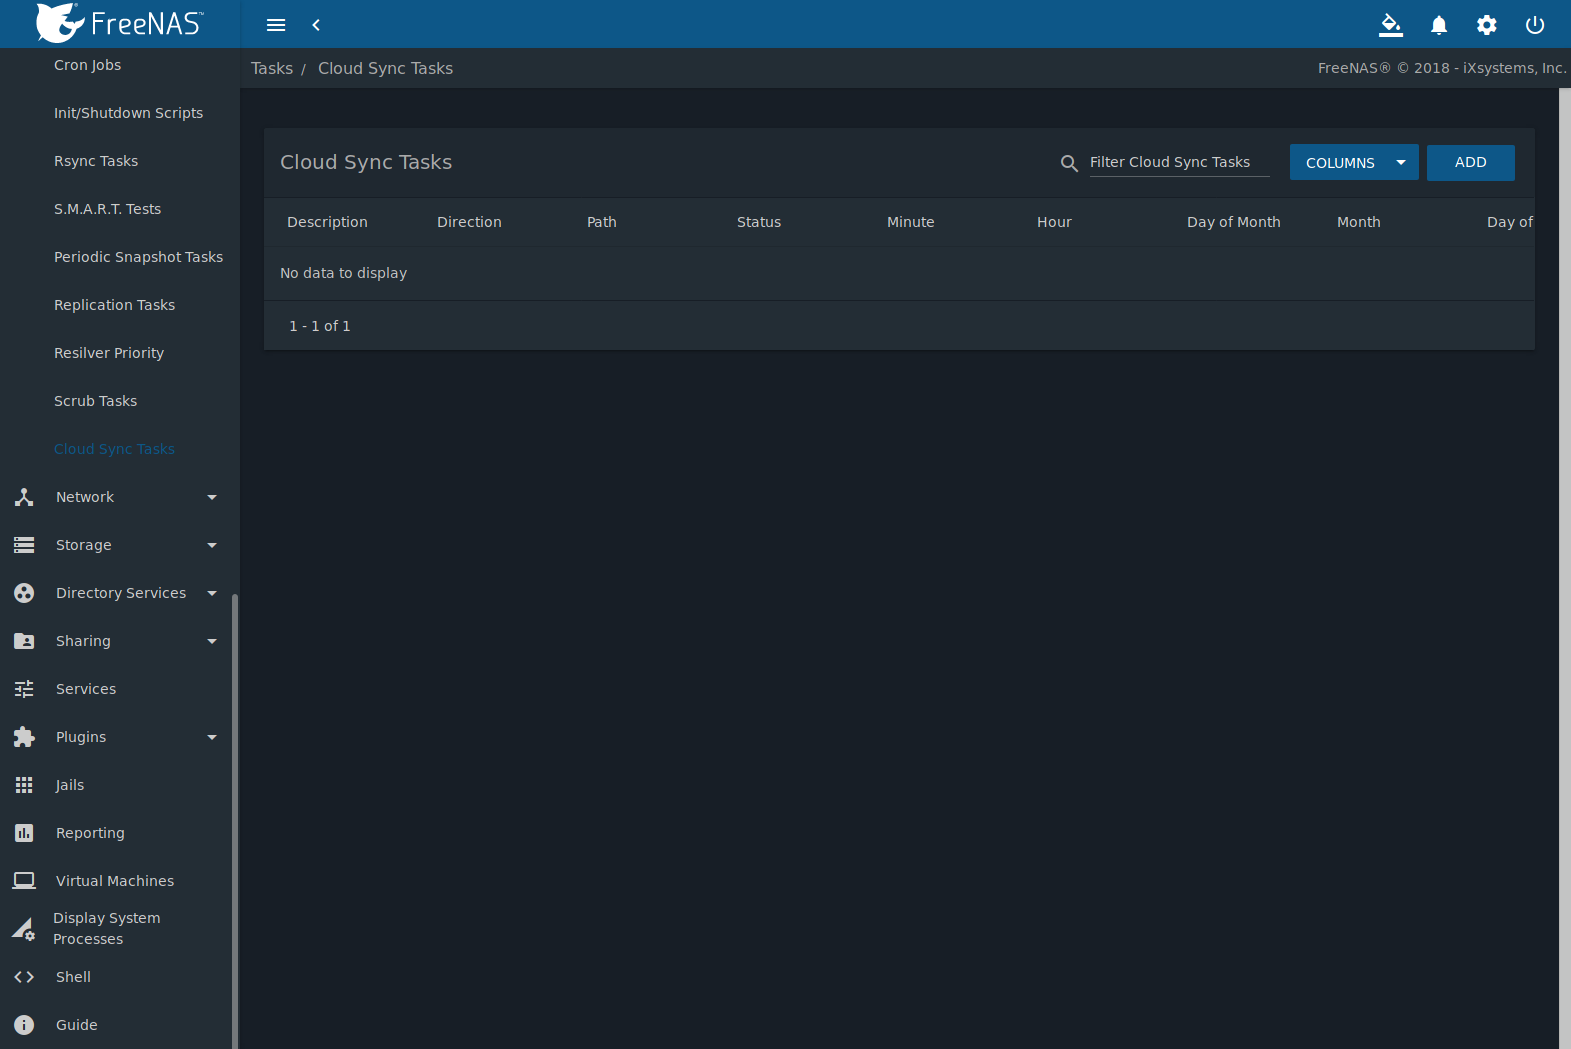 FreeNAS®™
Cron Jobs
Init/Shutdown Scripts
Rsync Tasks
S.M.A.R.T. Tests
Periodic Snapshot Tasks
Replication Tasks
Resilver Priority
Scrub Tasks
Cloud Sync Tasks
Network
Storage
Directory Services
Sharing
Services
Plugins
Jails
Reporting
Virtual Machines
Display System
Processes
Shell
Guide
Tasks / Cloud Sync Tasks
FreeNAS® © 2018 - iXsystems, Inc.
Cloud Sync Tasks
Filter Cloud Sync Tasks
COLUMNS
ADD
Description Direction Path Status Minute Hour Day of Month Month Day of
No data to display
1 - 1 of 1